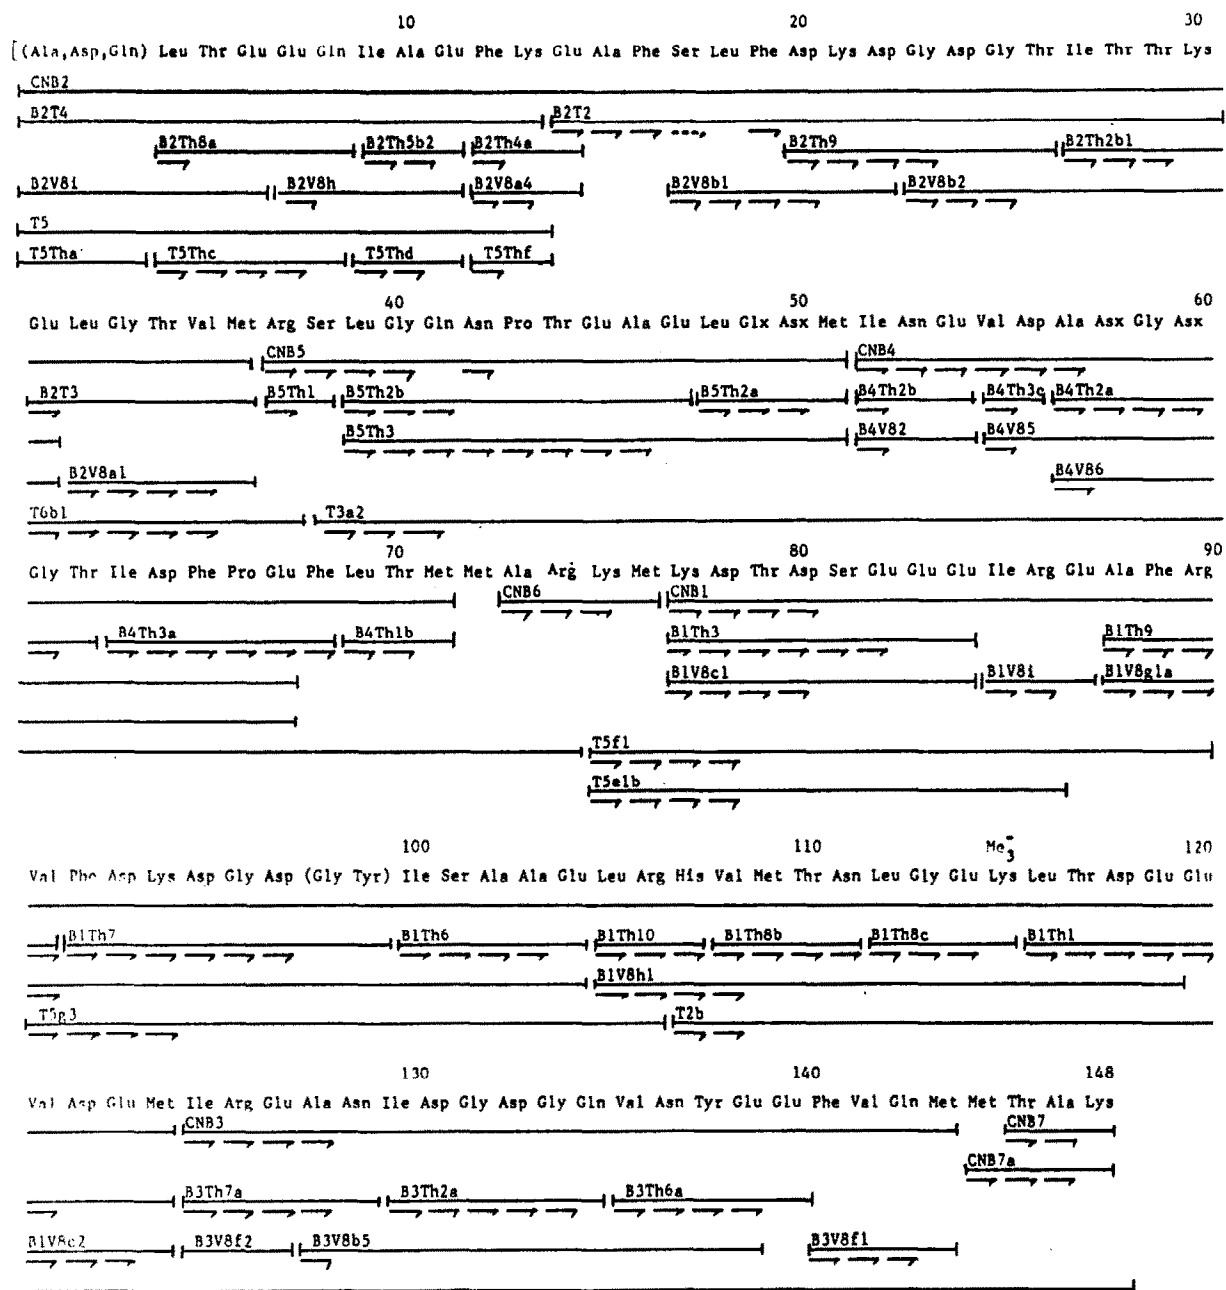 10 20 30
[(Ala,Asp,Gln) Leu Thr Glu Glu Gln Ile Ala Glu Phe Lys Glu Ala Phe Ser Leu Phe Asp Lys Asp Gly Asp Gly Thr Ile Thr Thr Lys
CNB2
B2T4 B2T2
B2Th8a B2Th5b2 B2Th4a B2Th9 B2Th2b1
B2V8i B2V8h B2V8a4 B2V8b1 B2V8b2
T5
T5Tha T5Thc T5Thd T5Thf
40 50 60
Glu Leu Gly Thr Val Met Arg Ser Leu Gly Gln Asn Pro Thr Glu Ala Glu Leu Glx Asx Met Ile Asn Glu Val Asp Ala Asx Gly Asx
CNB5 CNB4
B2T3 B5Th1 B5Th2b B5Th2a B4Th2b B4Th3c B4Th2a
B5Th3 B4V82 B4V85
B2V8a1 B4V86
T6b1 T3a2
70 80 90
Gly Thr Ile Asp Phe Pro Glu Phe Leu Thr Met Met Ala Arg Lys Met Lys Asp Thr Asp Ser Glu Glu Glu Ile Arg Glu Ala Phe Arg
CNB6 CNB1
B4Th3a B4Th1b B1Th3 B1Th9
B1V8c1 B1V8i B1V8g1a
T5f1
T5e1b
100 110 Me3+ 120
Val Phe Asp Lys Asp Gly Asp (Gly Tyr) Ile Ser Ala Ala Glu Leu Arg His Val Met Thr Asn Leu Gly Glu Lys Leu Thr Asp Glu Glu
B1Th7 B1Th6 B1Th10 B1Th8b B1Th8c B1Th1
B1V8h1
T5g3 T2b
130 140 148
Val Asp Glu Met Ile Arg Glu Ala Asn Ile Asp Gly Asp Gly Gln Val Asn Tyr Glu Glu Phe Val Gln Met Met Thr Ala Lys
CNB3 CNB7
CNB7a
B3Th7a B3Th2a B3Th6a
B1V8c2 B3V8f2 B3V8b5 B3V8f1